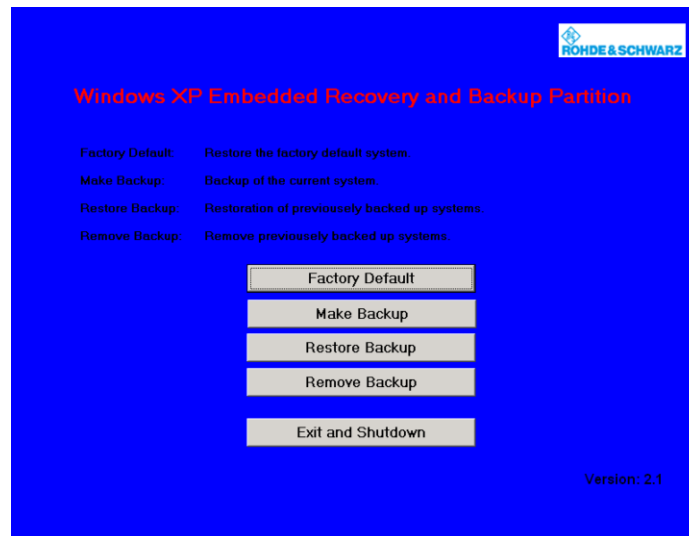 ROHDE & SCHWARZ
Windows XP Embedded Recovery and Backup Partition
Factory Default: Restore the factory default system.
Make Backup: Backup of the current system.
Restore Backup: Restoration of previousely backed up systems.
Remove Backup: Remove previousely backed up systems.
Factory Default
Make Backup
Restore Backup
Remove Backup
Exit and Shutdown
Version: 2.1